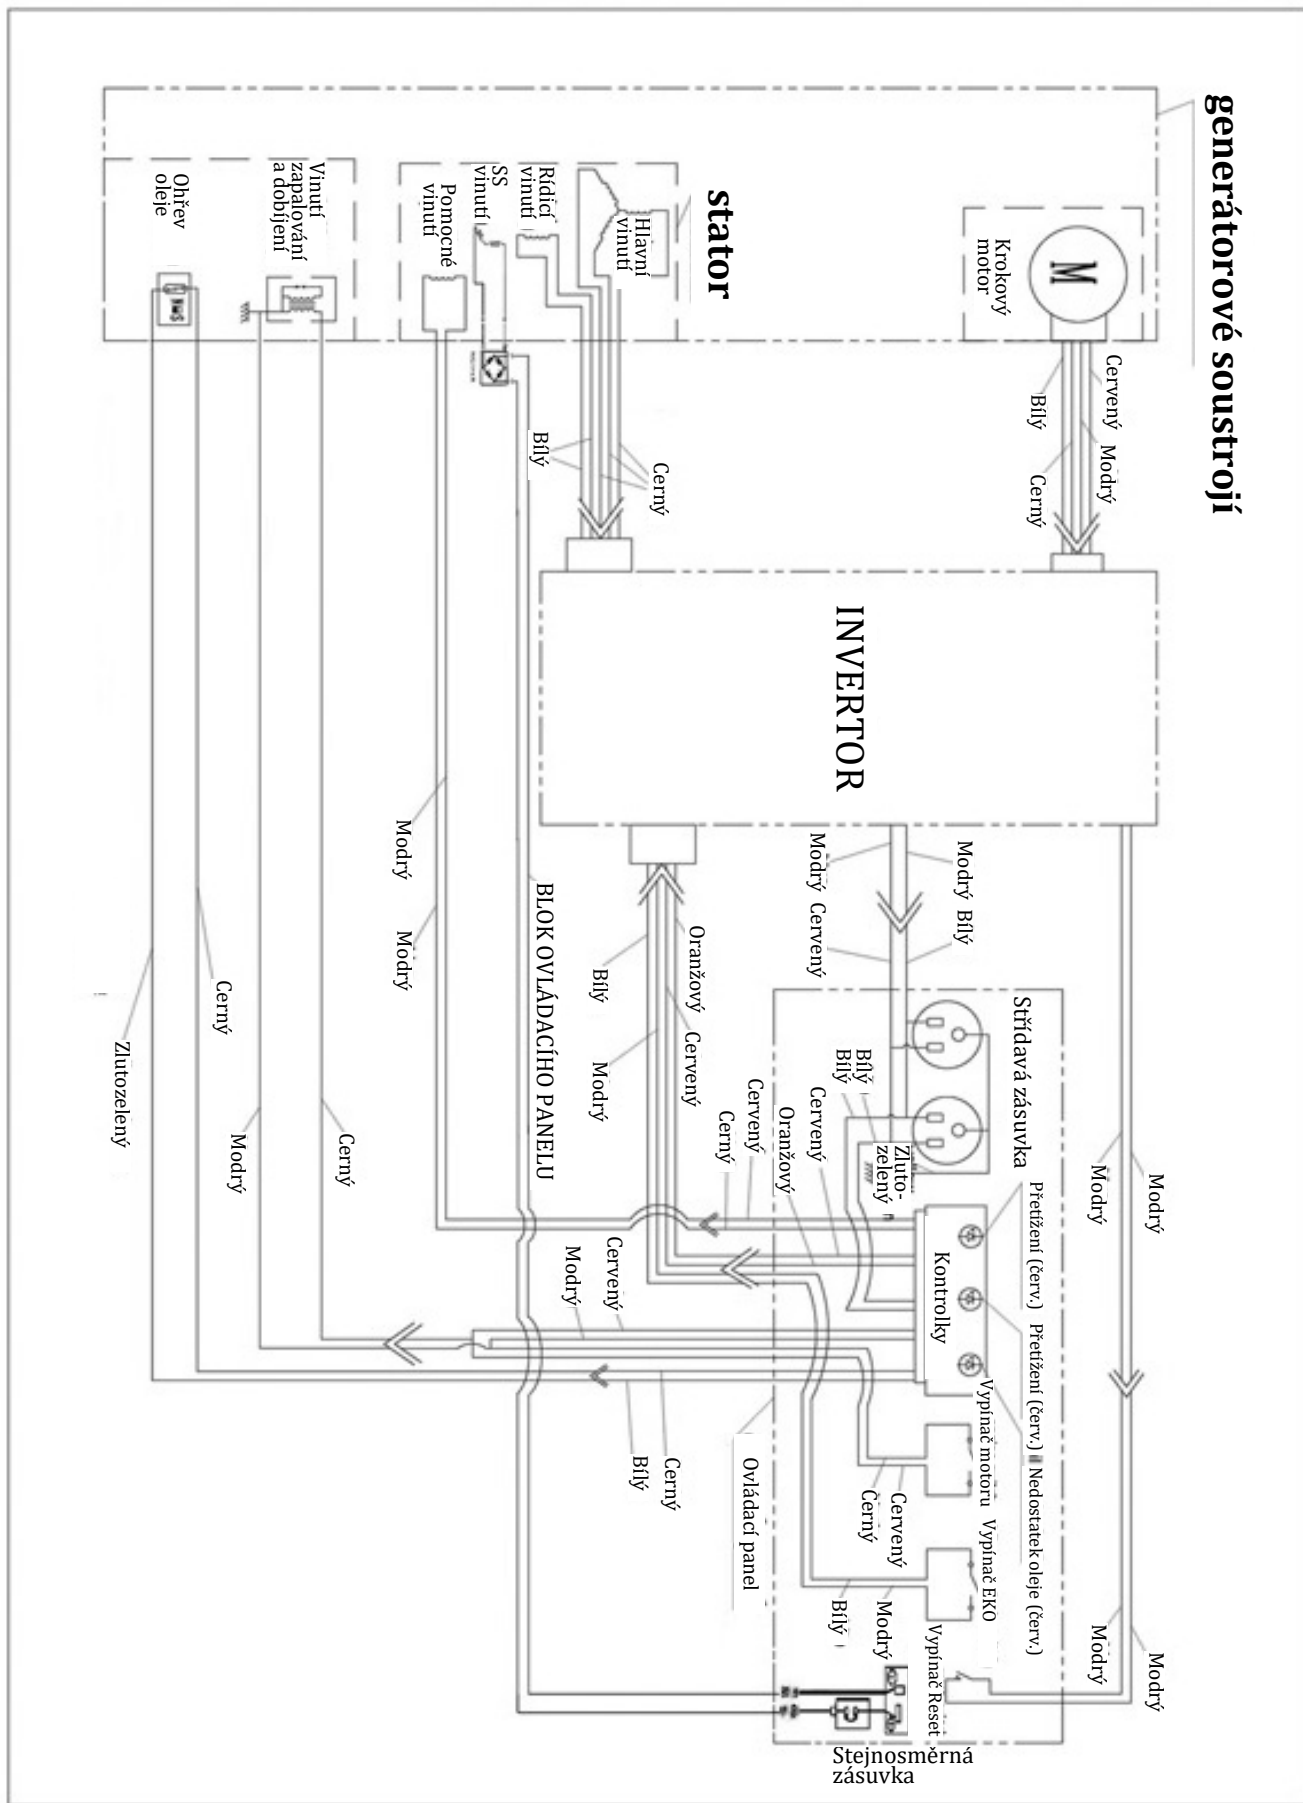 generátorové soustrojí
Krokový
motor
M
Cervený
Modrý
Bílý
Cerný
stator
Hlavní
vinutí
Rídicí
vinutí
SS
vinutí
Pomocné
vinutí
Vinutí
zapalování
a dobíjení
Ohřev
oleje
Cerný
Bílý
INVERTOR
Modrý
Modrý
Modrý Bílý
Modrý Cervený
Oranžový
Cervený
Bílý
Modrý
BLOK OVLÁDACÍHO PANELU
Modrý
Modrý
Cerný
Zlutozelený
Cerný
Modrý
Střídavá zásuvka
Bílý
Bílý
Zluto-
zelený
Cervený
Oranžový
Cervený
Cerný
Přetížení (červ.)
Přetížení (červ.)
Nedostatek oleje (červ.)
Kontrolky
Cervený
Modrý
Vypínač motoru
Vypínač EKO
Cervený
Černý
Cerný
Bílý
Ovládací panel
Modrý
Bílý
Modrý
Modrý
Vypínač Reset
Stejnosměrná
zásuvka